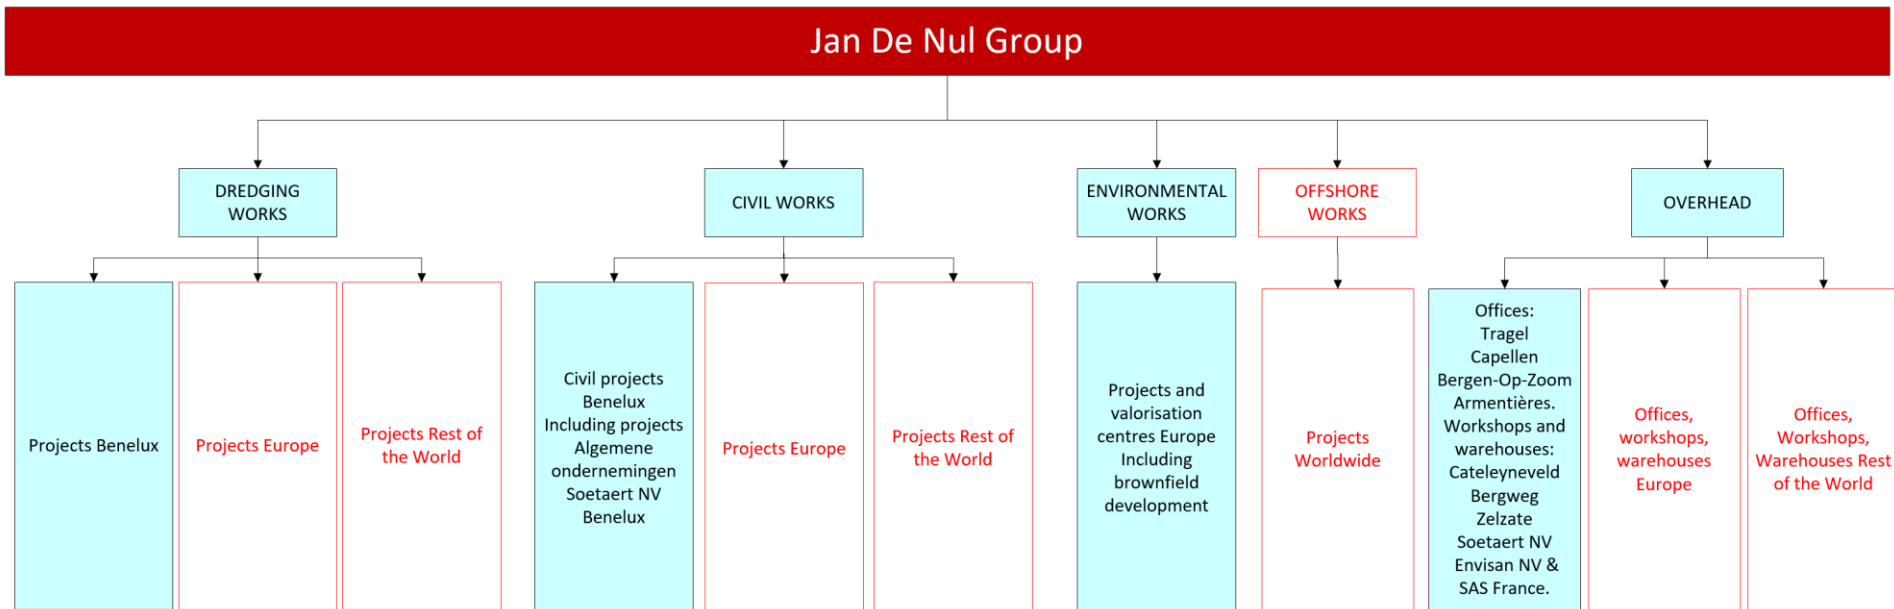 Jan De Nul Group
DREDGING
WORKS
CIVIL WORKS
ENVIRONMENTAL
WORKS
OFFSHORE
WORKS
OVERHEAD
Projects Benelux
Projects Europe
Projects Rest of
the World
Civil projects
Benelux
Including projects
Algemene
ondernemingen
Soetaert NV
Benelux
Projects Europe
Projects Rest of
the World
Projects and
valorisation
centres Europe
Including
brownfield
development
Projects
Worldwide
Offices:
Tragel
Capellen
Bergen-Op-Zoom
Armentières.
Workshops and
warehouses:
Cateleyneveld
Bergweg
Zelzate
Soetaert NV
Envisan NV &
SAS France.
Offices,
workshops,
warehouses
Europe
Offices,
Workshops,
Warehouses Rest
of the World